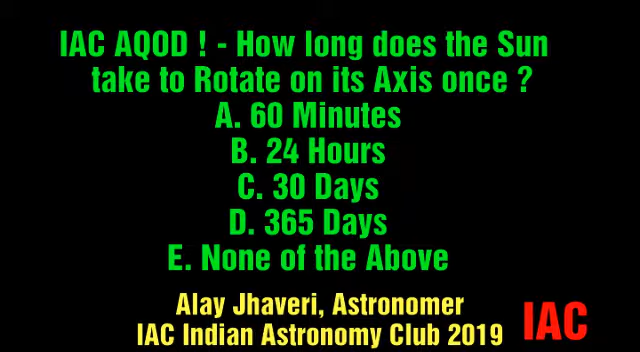 IAC AQOD ! - How long does the Sun
take to Rotate on its Axis once ?
A. 60 Minutes
B. 24 Hours
C. 30 Days
D. 365 Days
E. None of the Above
Alay Jhaveri, Astronomer
IAC Indian Astronomy Club 2019
IAC